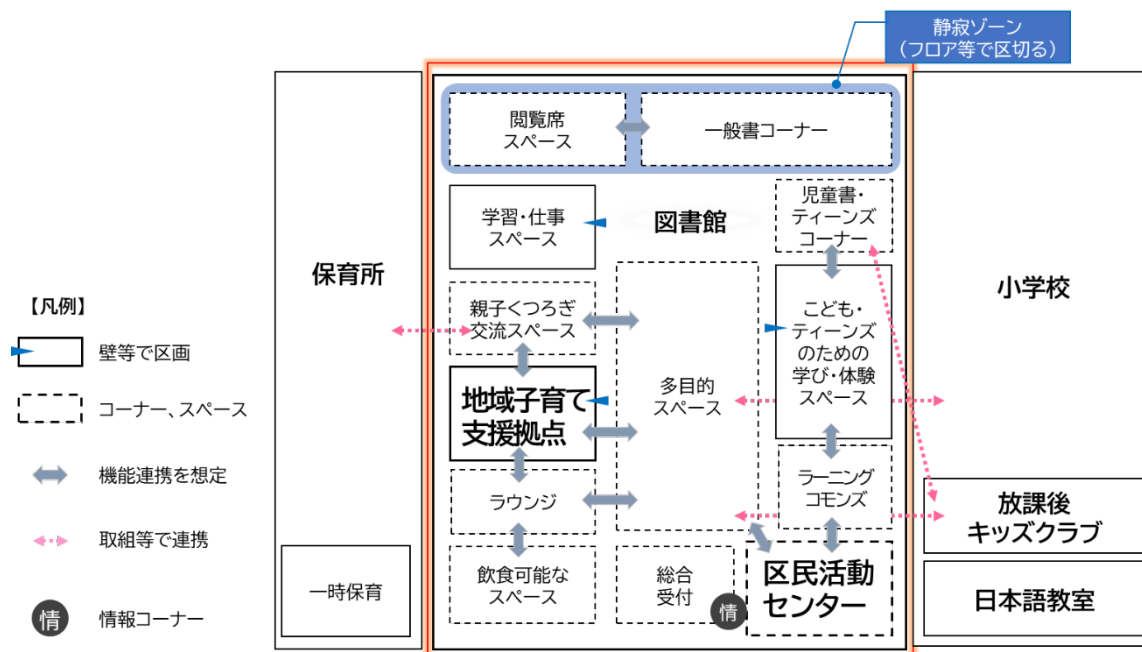 静寂ゾーン
（フロア等で区切る）
閲覧席
スペース
一般書コーナー
学習・仕事
スペース
図書館
児童書・
ティーンズ
コーナー
保育所
小学校
【凡例】
壁等で区画
コーナー、スペース
機能連携を想定
取組等で連携
情
情報コーナー
親子くつろぎ
交流スペース
こども・
ティーンズ
のための
学び・体験
スペース
地域子育て
支援拠点
多目的
スペース
ラウンジ
ラーニング
コモンズ
放課後
キッズクラブ
一時保育
飲食可能な
スペース
総合
受付
情
区民活動
センター
日本語教室